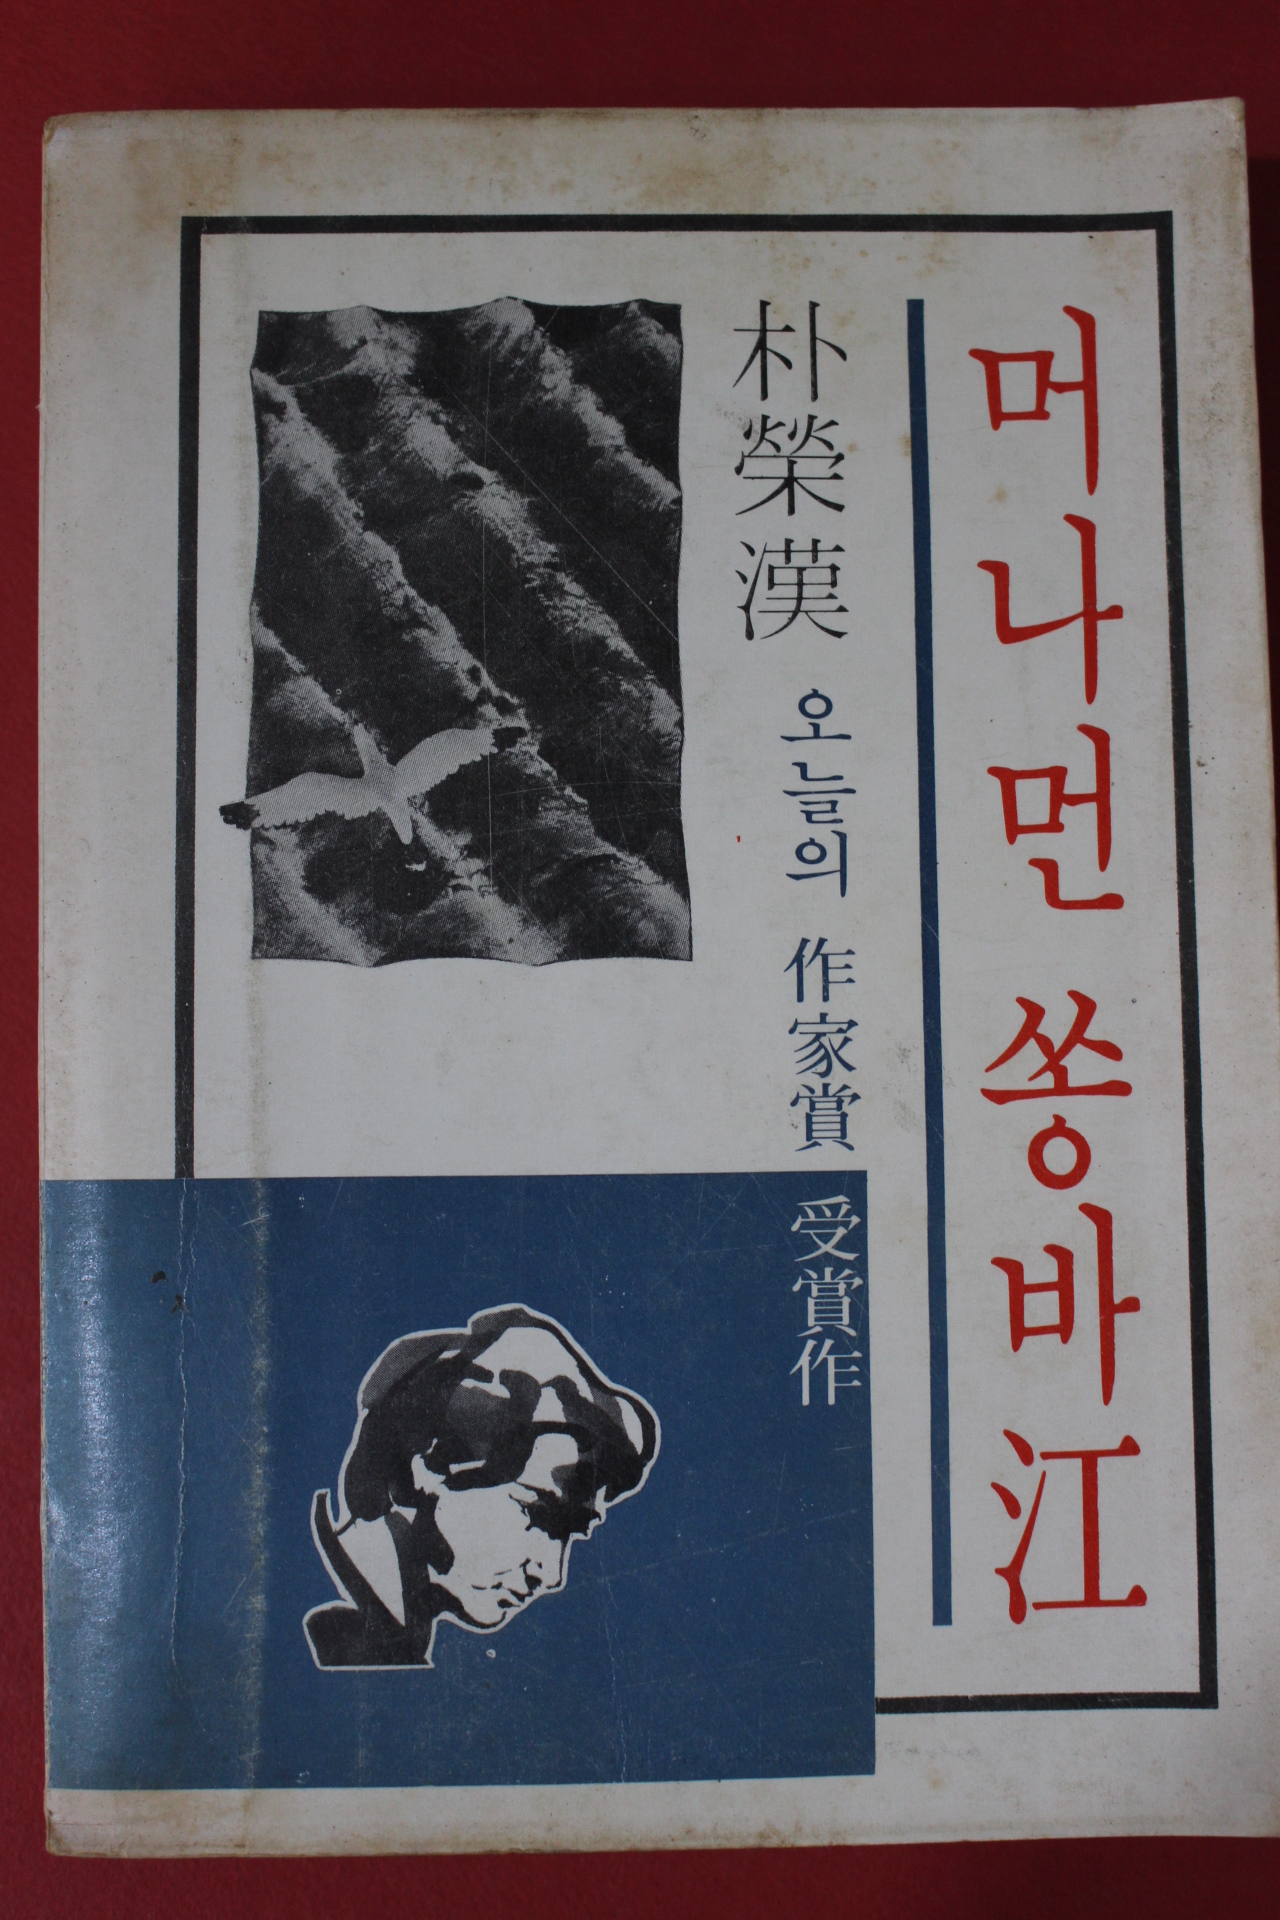 머나먼 쏭바江
朴榮漢 오늘의 作家賞 受賞作